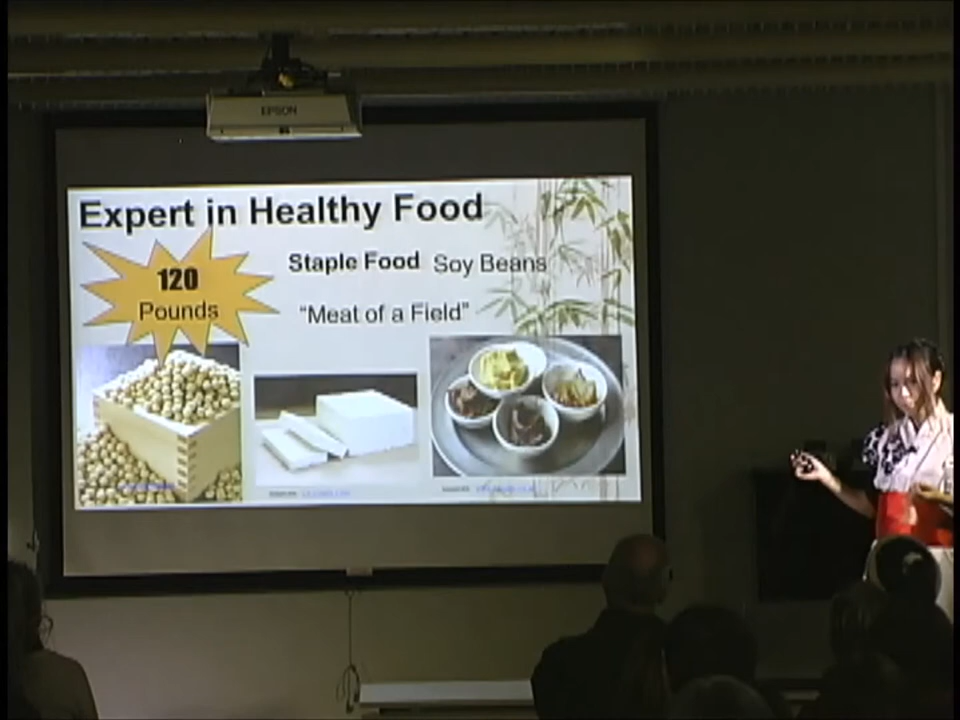 EPSON
Expert in Healthy Food
120
Pounds
Staple Food Soy Beans
“Meat of a Field”